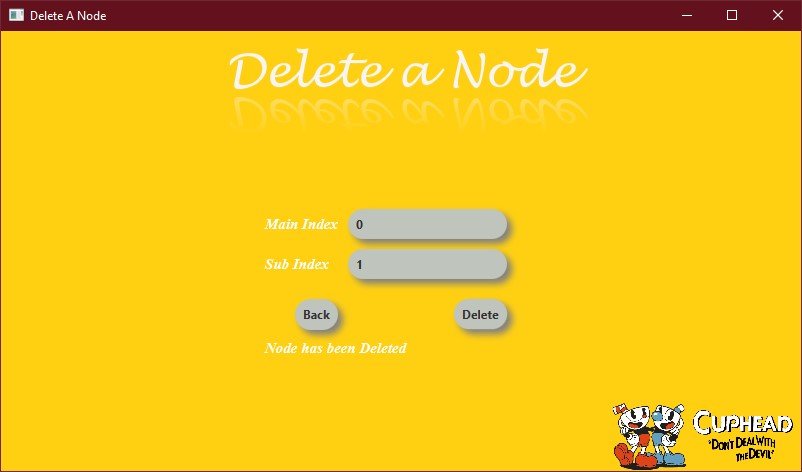 Delete A Node
Delete a Node
Main Index 0
Sub Index 1
Back Delete
Node has been Deleted
CUPHEAD
"DON'T DEAL WITH
THE DEVIL"